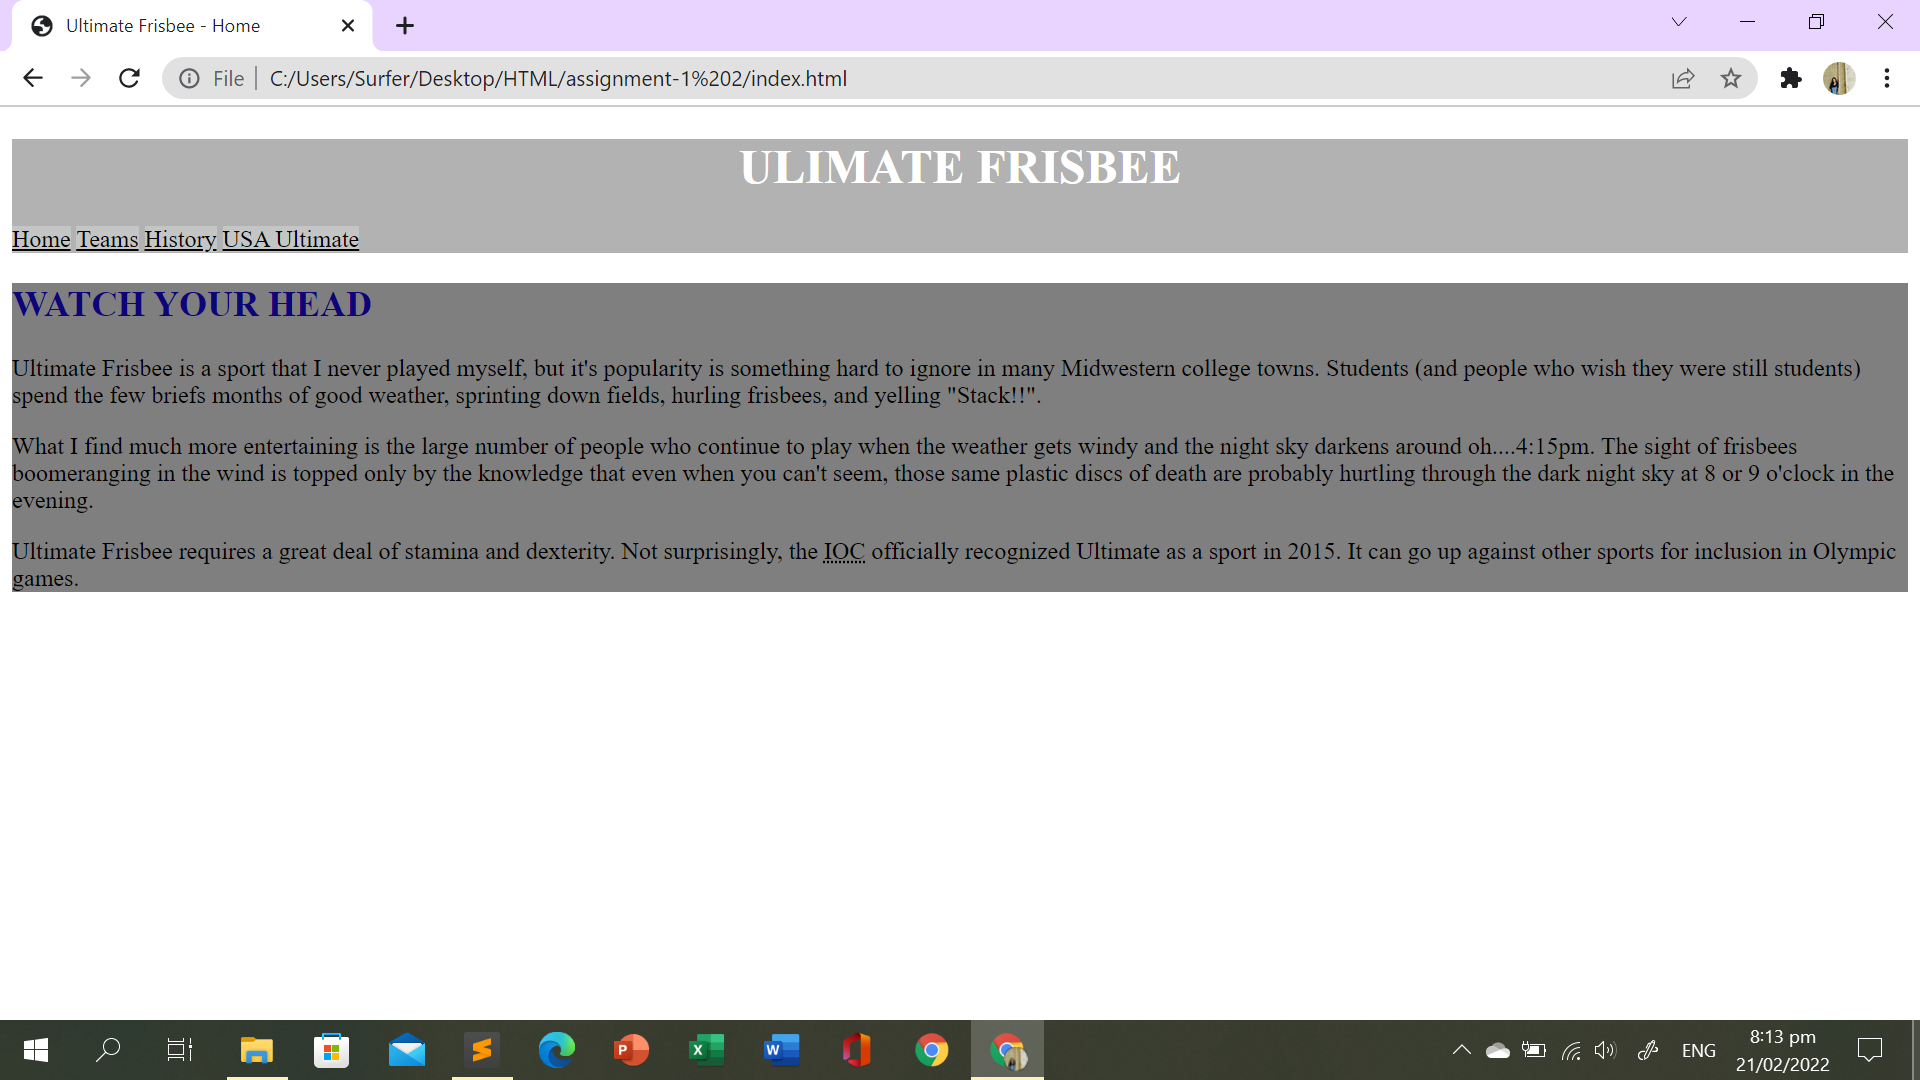 Ultimate Frisbee - Home
File
C:/Users/Surfer/Desktop/HTML/assignment-1%202/index.html
ULIMATE FRISBEE
Home Teams History USA Ultimate
WATCH YOUR HEAD
Ultimate Frisbee is a sport that I never played myself, but it's popularity is something hard to ignore in many Midwestern college towns. Students (and people who wish they were still students)
spend the few briefs months of good weather, sprinting down fields, hurling frisbees, and yelling "Stack!!".
What I find much more entertaining is the large number of people who continue to play when the weather gets windy and the night sky darkens around oh....4:15pm. The sight of frisbees
boomeranging in the wind is topped only by the knowledge that even when you can't seem, those same plastic discs of death are probably hurtling through the dark night sky at 8 or 9 o'clock in the
evening.
Ultimate Frisbee requires a great deal of stamina and dexterity. Not surprisingly, the IOC officially recognized Ultimate as a sport in 2015. It can go up against other sports for inclusion in Olympic
games.
P X W
ENG
8:13 pm
21/02/2022